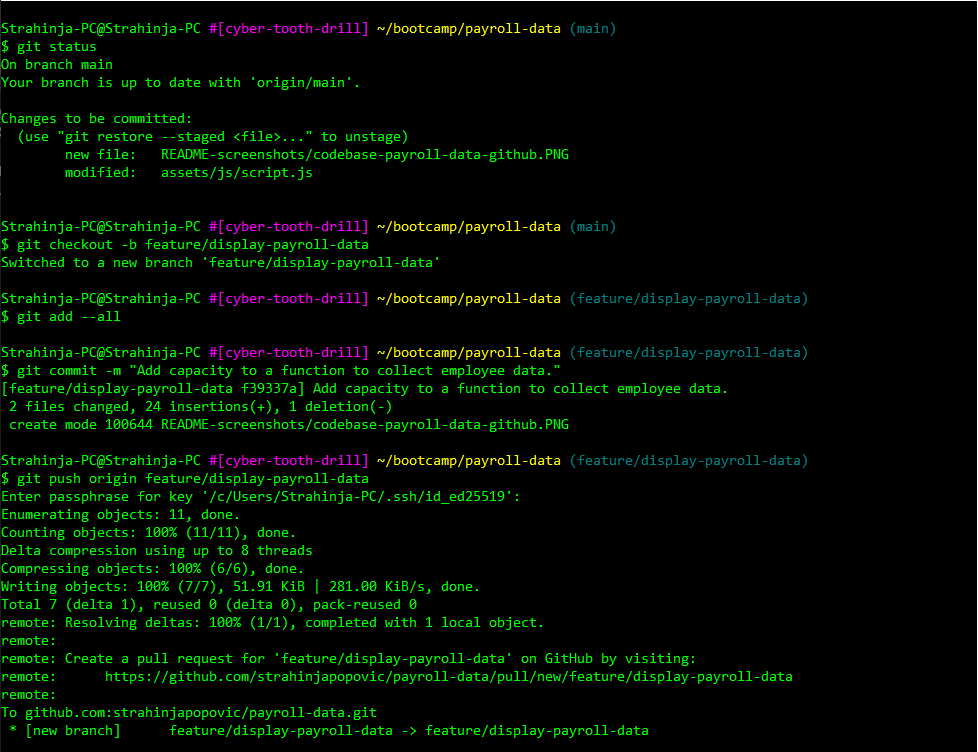 Strahinja-PC@Strahinja-PC #[cyber-tooth-drill] ~/bootcamp/payroll-data (main)
$ git status
On branch main
Your branch is up to date with 'origin/main'.

Changes to be committed:
  (use "git restore --staged <file>..." to unstage)
        new file:   README-screenshots/codebase-payroll-data-github.PNG
        modified:   assets/js/script.js

Strahinja-PC@Strahinja-PC #[cyber-tooth-drill] ~/bootcamp/payroll-data (main)
$ git checkout -b feature/display-payroll-data
Switched to a new branch 'feature/display-payroll-data'

Strahinja-PC@Strahinja-PC #[cyber-tooth-drill] ~/bootcamp/payroll-data (feature/display-payroll-data)
$ git add --all

Strahinja-PC@Strahinja-PC #[cyber-tooth-drill] ~/bootcamp/payroll-data (feature/display-payroll-data)
$ git commit -m "Add capacity to a function to collect employee data."
[feature/display-payroll-data f39337a] Add capacity to a function to collect employee data.
 2 files changed, 24 insertions(+), 1 deletion(-)
 create mode 100644 README-screenshots/codebase-payroll-data-github.PNG

Strahinja-PC@Strahinja-PC #[cyber-tooth-drill] ~/bootcamp/payroll-data (feature/display-payroll-data)
$ git push origin feature/display-payroll-data
Enter passphrase for key '/c/Users/Strahinja-PC/.ssh/id_ed25519':
Enumerating objects: 11, done.
Counting objects: 100% (11/11), done.
Delta compression using up to 8 threads
Compressing objects: 100% (6/6), done.
Writing objects: 100% (7/7), 51.91 KiB | 281.00 KiB/s, done.
Total 7 (delta 1), reused 0 (delta 0), pack-reused 0
remote: Resolving deltas: 100% (1/1), completed with 1 local object.
remote:
remote: Create a pull request for 'feature/display-payroll-data' on GitHub by visiting:
remote:      https://github.com/strahinjapopovic/payroll-data/pull/new/feature/display-payroll-data
remote:
To github.com:strahinjapopovic/payroll-data.git
 * [new branch]      feature/display-payroll-data -> feature/display-payroll-data